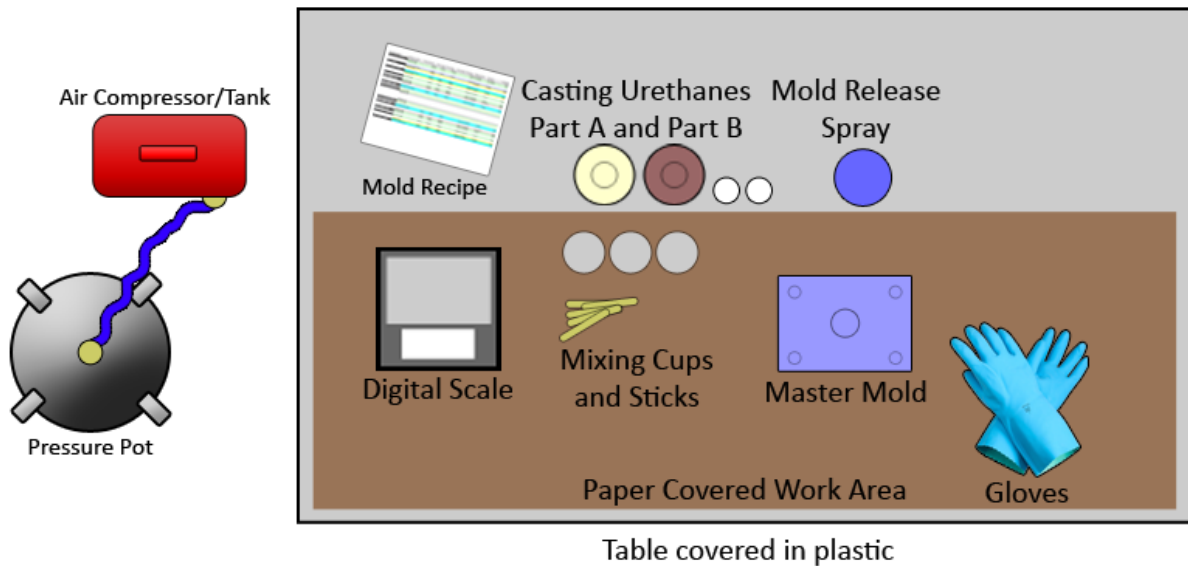 Air Compressor/Tank
Pressure Pot
Mold Recipe
Casting Urethanes
Part A and Part B
Mold Release
Spray
Digital Scale
Mixing Cups
and Sticks
Master Mold
Gloves
Paper Covered Work Area
Table covered in plastic